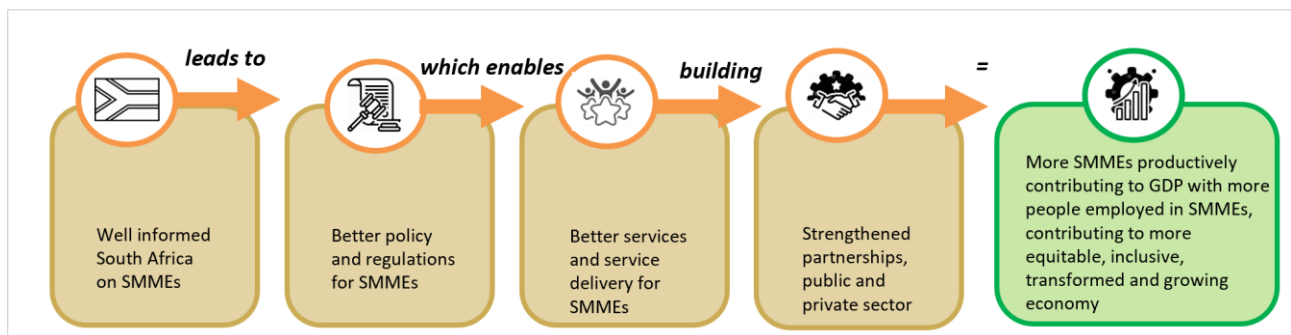 leads to
which enables
building
=
Well informed
South Africa
on SMMEs
Better policy
and regulations
for SMMEs
Better services
and service
delivery for
SMMEs
Strengthened
partnerships,
public and
private sector
More SMMEs productively
contributing to GDP with more
people employed in SMMEs,
contributing to more
equitable, inclusive,
transformed and growing
economy